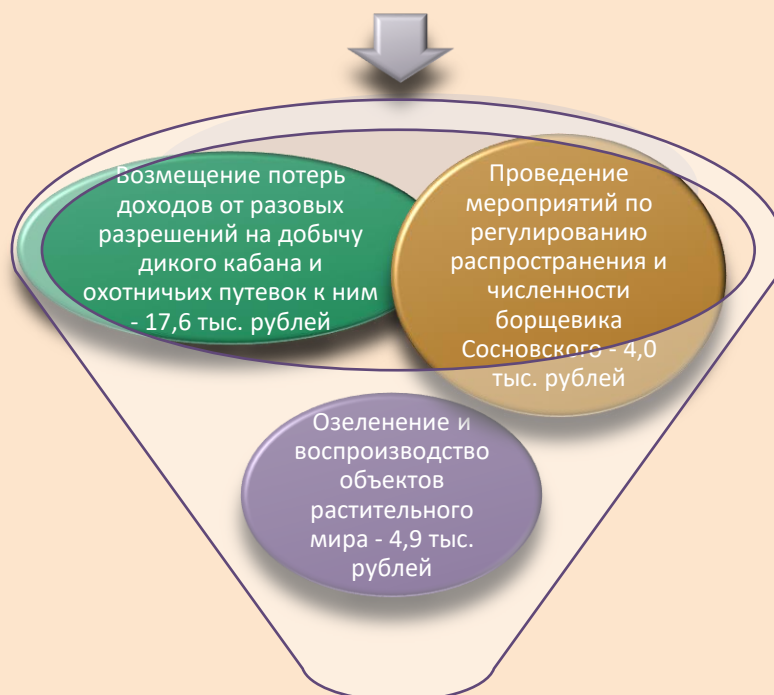 Возмещение потерь
доходов от разовых
разрешений на добычу
дикого кабана и
охотничьих путевок к ним
- 17,6 тыс. рублей
Проведение
мероприятий по
регулированию
распространения и
численности
борщевика
Сосновского - 4,0
тыс. рублей
Озеленение и
воспроизводство
объектов
растительного
мира - 4,9 тыс.
рублей